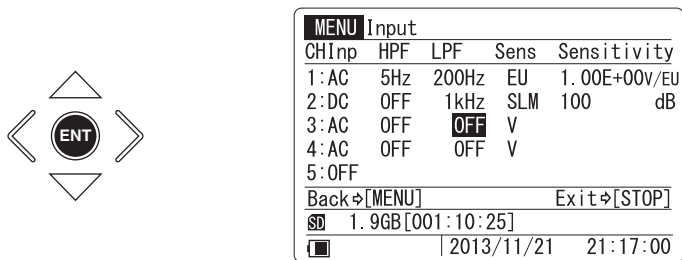 ENT
MENU Input
CHInp HPF LPF Sens Sensitivity
1:AC 5Hz 200Hz EU 1.00E+00V/EU
2:DC OFF 1kHz SLM 100 dB
3:AC OFF OFF V
4:AC OFF OFF V
5:OFF
Back⇨[MENU] Exit⇨[STOP]
SD 1.9GB[001:10:25]
2013/11/21 21:17:00